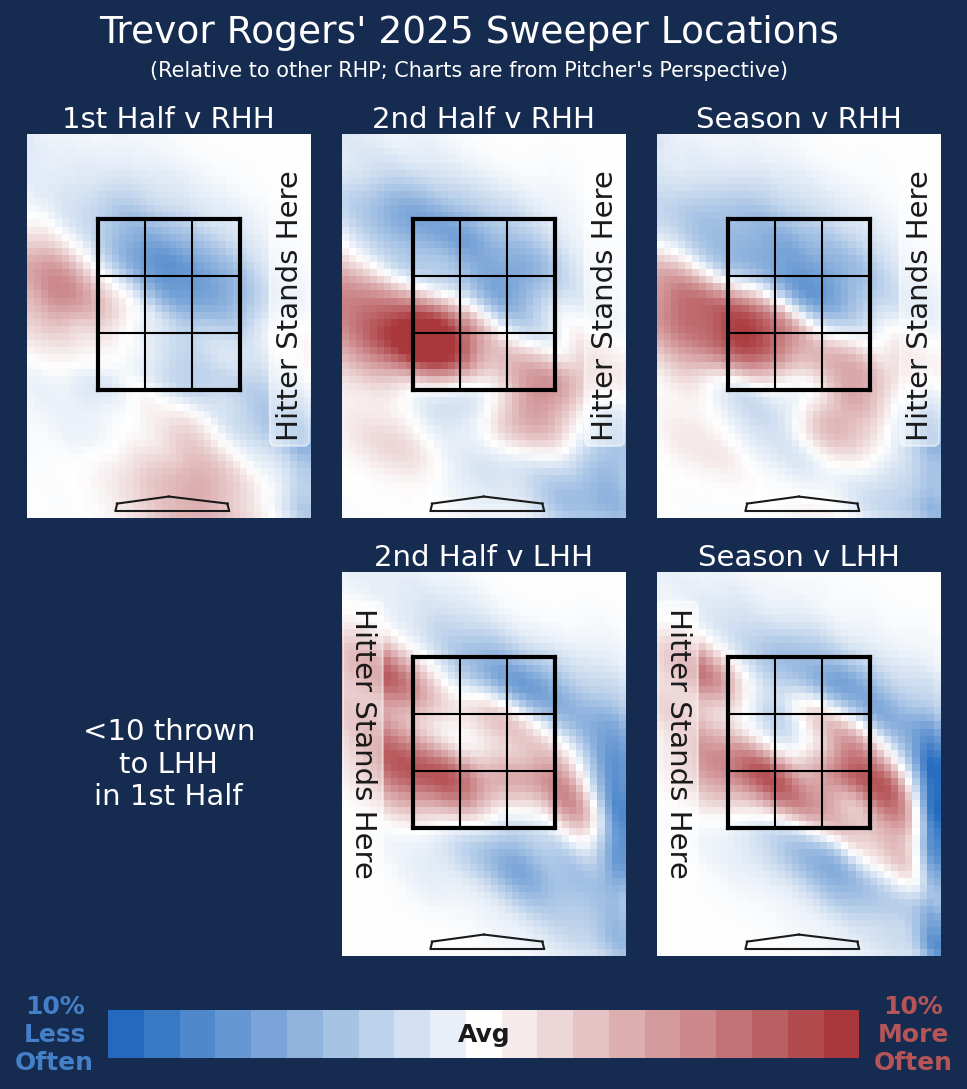 Trevor Rogers' 2025 Sweeper Locations
(Relative to other RHP; Charts are from Pitcher's Perspective)
1st Half v RHH
2nd Half v RHH
Season v RHH
Hitter Stands Here
Hitter Stands Here
Hitter Stands Here
2nd Half v LHH
Season v LHH
Hitter Stands Here
Hitter Stands Here
<10 thrown
to LHH
in 1st Half
10%
Less
Often
Avg
10%
More
Often